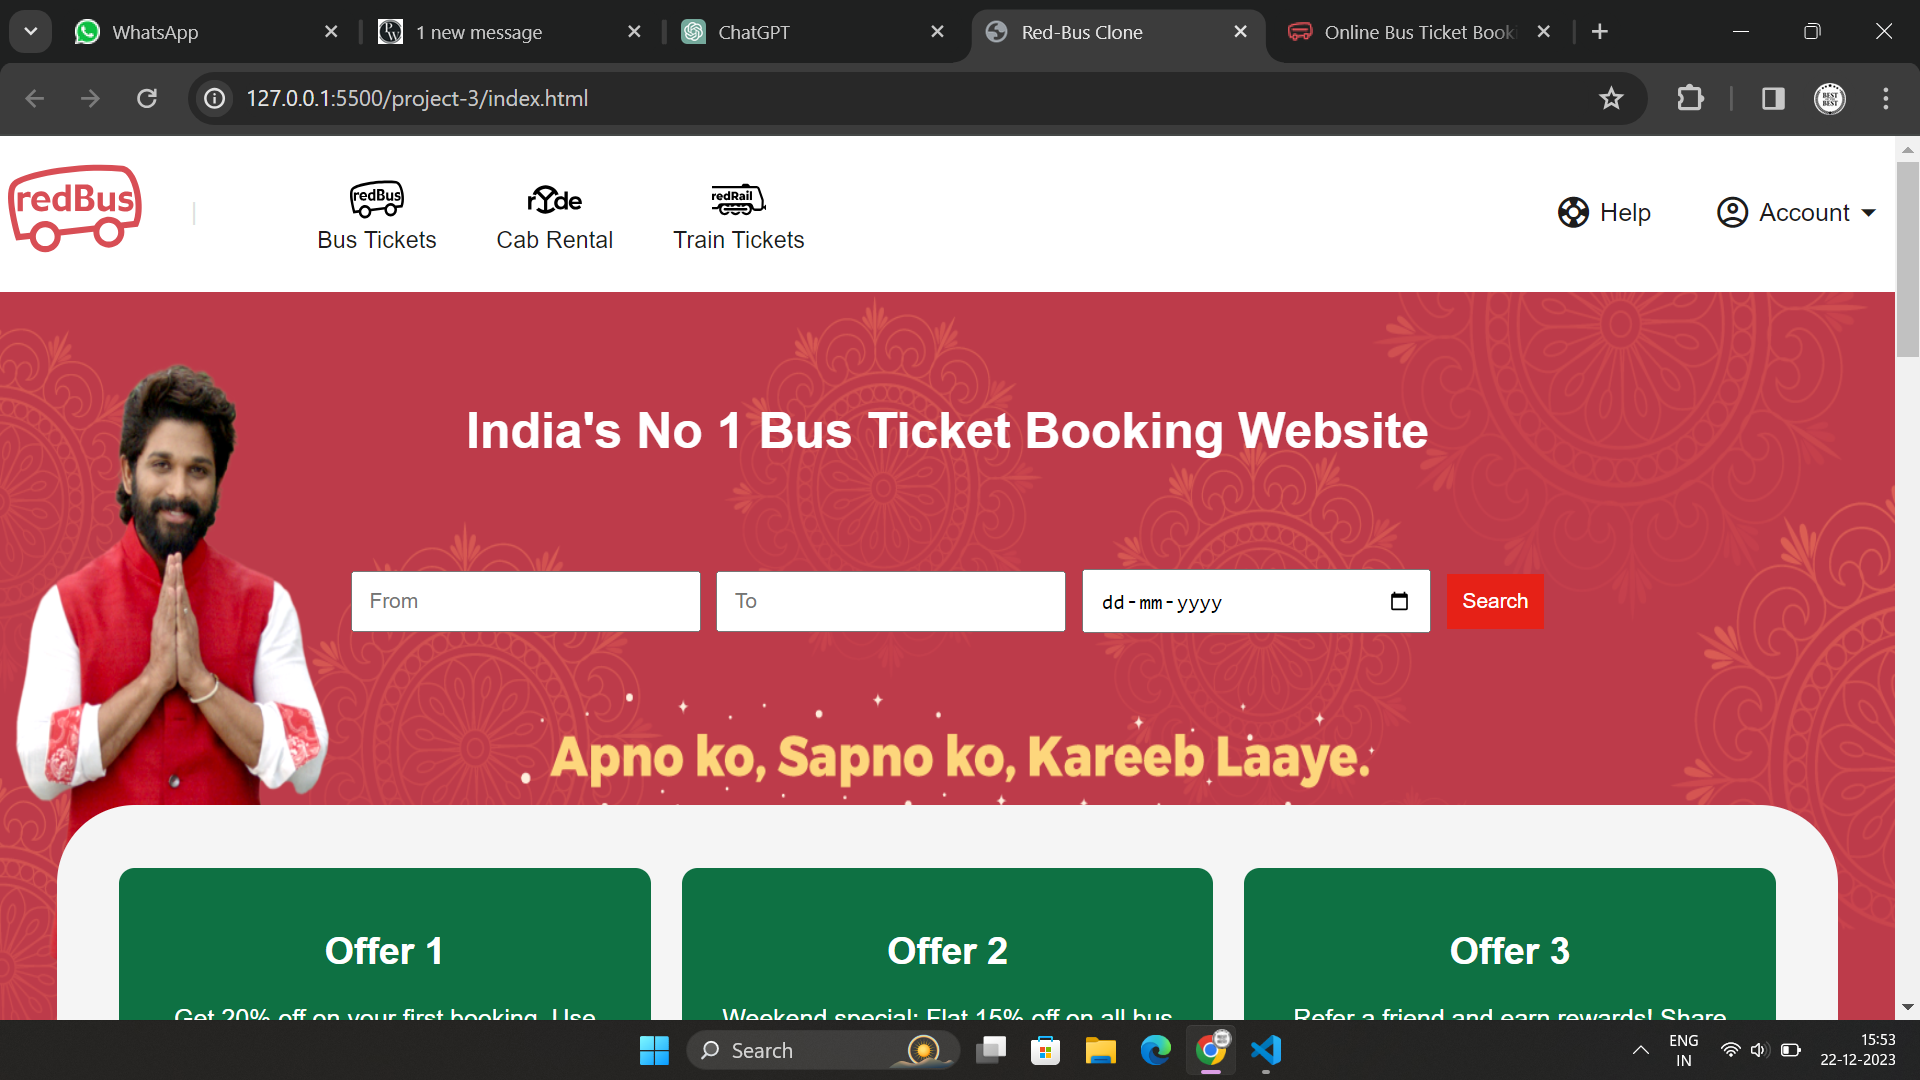 WhatsApp
1 new message
ChatGPT
Red-Bus Clone
Online Bus Ticket Booki
127.0.0.1:5500/project-3/index.html
redBus
redBus
Bus Tickets
rYde
Cab Rental
redRail
Train Tickets
Help
Account
India's No 1 Bus Ticket Booking Website
From
To
dd-mm-yyyy
Search
Apno ko, Sapno ko, Kareeb Laaye.
Offer 1
Offer 2
Offer 3
Get 20% off on your first booking. Use
Weekend special: Flat 15% off on all bus
Refer a friend and earn rewards! Share
Search
ENG
IN
15:53
22-12-2023